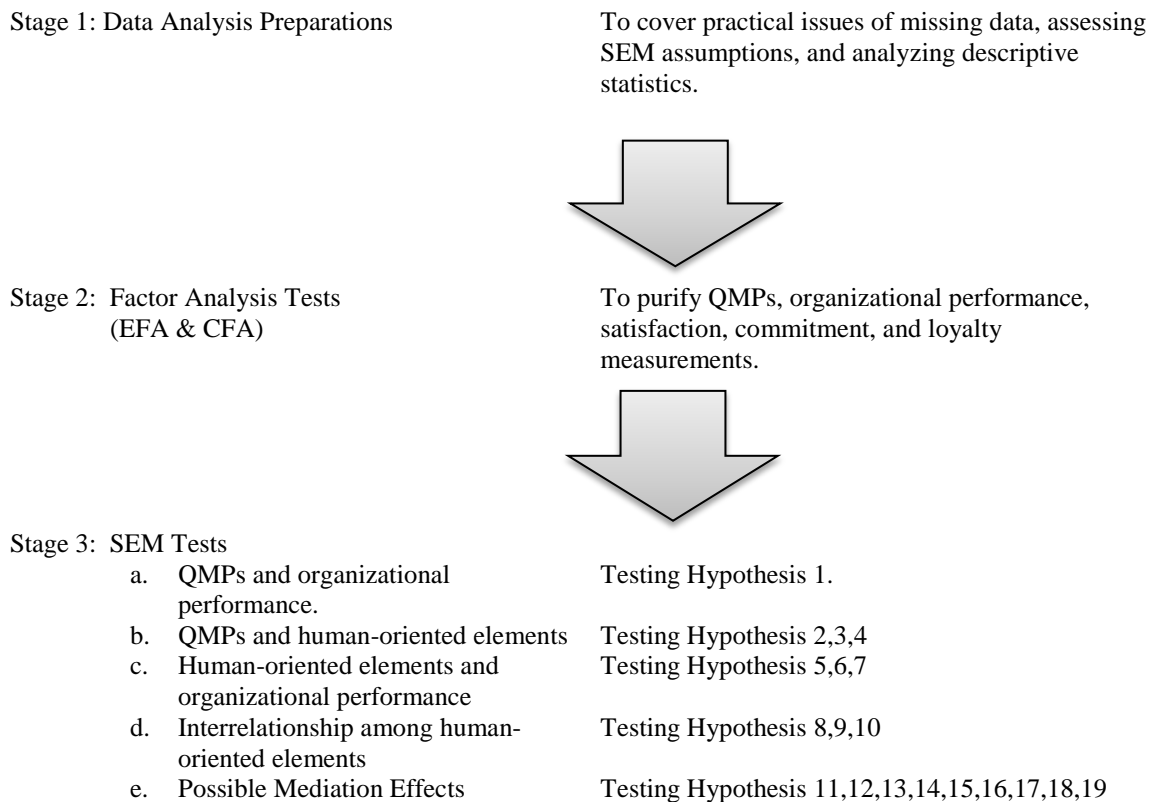 Stage 1: Data Analysis Preparations
To cover practical issues of missing data, assessing
SEM assumptions, and analyzing descriptive
statistics.
Stage 2: Factor Analysis Tests
(EFA & CFA)
To purify QMPs, organizational performance,
satisfaction, commitment, and loyalty
measurements.
Stage 3: SEM Tests
a. QMPs and organizational
performance.
Testing Hypothesis 1.
b. QMPs and human-oriented elements
Testing Hypothesis 2,3,4
c. Human-oriented elements and
organizational performance
Testing Hypothesis 5,6,7
d. Interrelationship among human-
oriented elements
Testing Hypothesis 8,9,10
e. Possible Mediation Effects
Testing Hypothesis 11,12,13,14,15,16,17,18,19